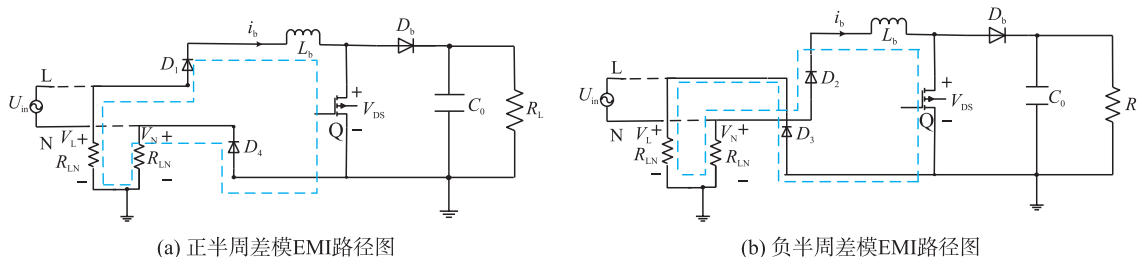 i_b
L_b
D_b
D_1
L
U_in
N
V_L +
V_N +
R_LN
R_LN
−
−
D_4
Q
+
V_DS
−
C_0
R_L
(a) 正半周差模EMI路径图
i_b
L_b
D_b
D_2
L
U_in
N
V_L +
V_N +
R_LN
R_LN
−
−
D_3
Q
+
V_DS
−
C_0
R
(b) 负半周差模EMI路径图